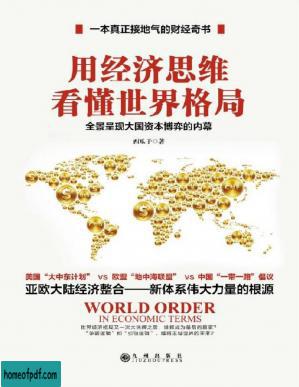 一本真正接地气的财经奇书
用经济思维
看懂世界格局
全景呈现大国资本博弈的内幕
西瓜子 著
美国“大中东计划” VS 欧盟“地中海联盟” VS 中国“一带一路”倡议
亚欧大陆经济整合——新体系伟大力量的根源
WORLD ORDER
IN ECONOMIC TERMS
九州出版社
homeofpdf.com